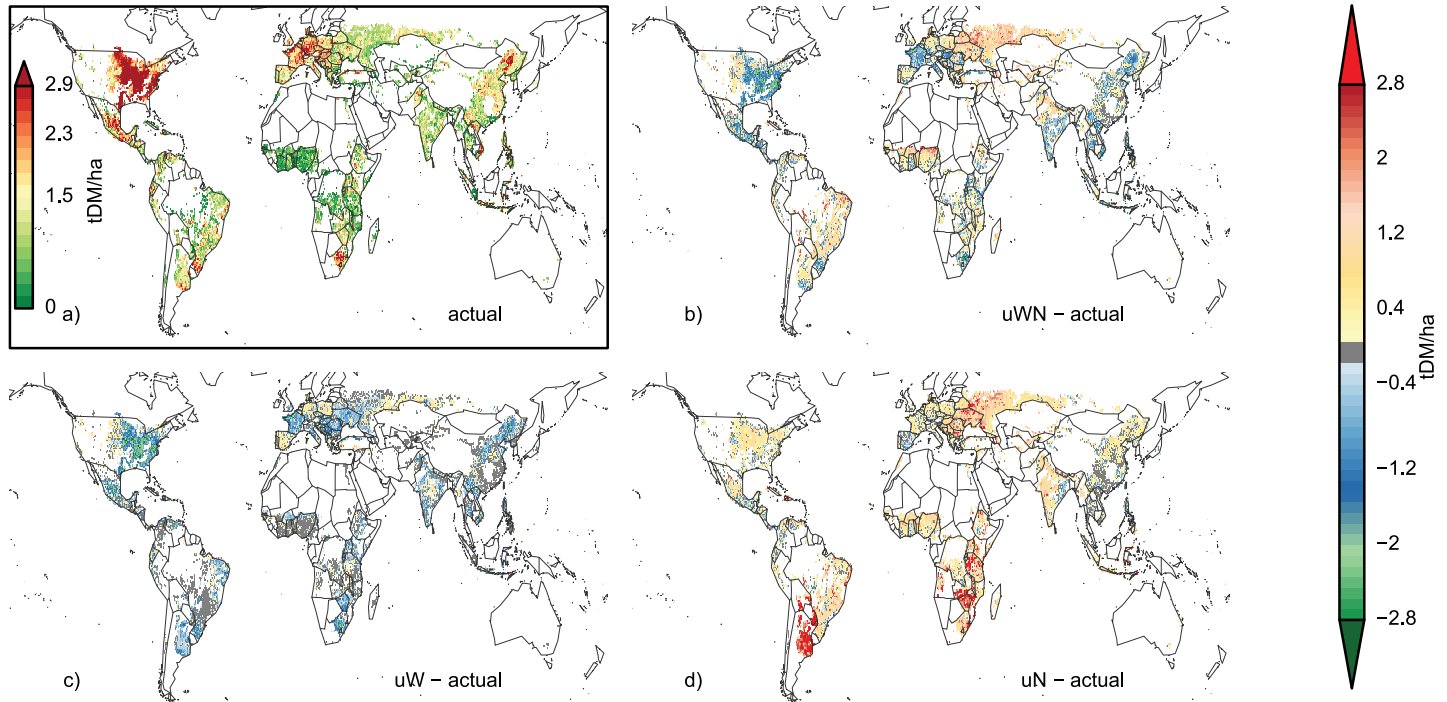 2.9
2.3
1.5
0
tDM/ha
a)
actual
b)
uWN − actual
c)
uW − actual
d)
uN − actual
2.8
2
1.2
0.4
−0.4
−1.2
−2
−2.8
tDM/ha